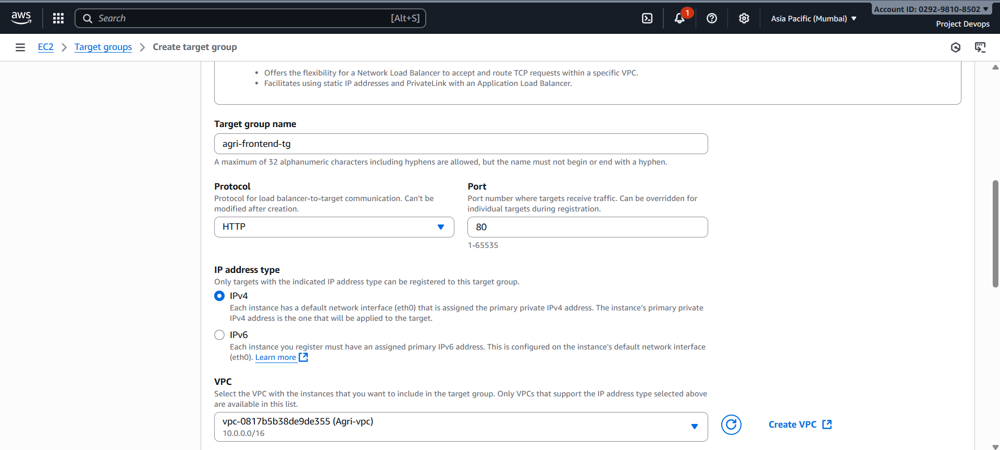 aws
Search [Alt+S]
1
Asia Pacific (Mumbai)
Account ID: 0292-9810-8502
Project Devops
EC2 > Target groups > Create target group
• Offers the flexibility for a Network Load Balancer to accept and route TCP requests within a specific VPC.
• Facilitates using static IP addresses and PrivateLink with an Application Load Balancer.
Target group name
agri-frontend-tg
A maximum of 32 alphanumeric characters including hyphens are allowed, but the name must not begin or end with a hyphen.
Protocol
Protocol for load balancer-to-target communication. Can't be
modified after creation.
HTTP
Port
Port number where targets receive traffic. Can be overridden for
individual targets during registration.
80
1-65535
IP address type
Only targets with the indicated IP address type can be registered to this target group.
IPv4
Each instance has a default network interface (eth0) that is assigned the primary private IPv4 address. The instance’s primary private
IPv4 address is the one that will be applied to the target.
IPv6
Each instance you register must have an assigned primary IPv6 address. This is configured on the instance’s default network interface
(eth0). Learn more
VPC
Select the VPC with the instances that you want to include in the target group. Only VPCs that support the IP address type selected above
are available in this list.
vpc-0817b5b38de9de355 (Agri-vpc)
10.0.0.0/16
Create VPC